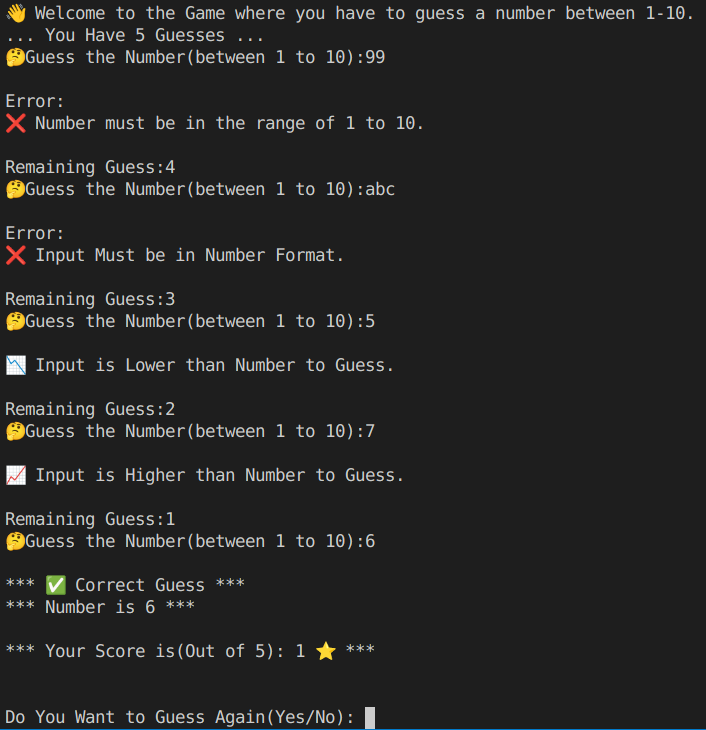 👋 Welcome to the Game where you have to guess a number between 1-10.
... You Have 5 Guesses ...
🤔Guess the Number(between 1 to 10):99
Error:
❌ Number must be in the range of 1 to 10.
Remaining Guess:4
🤔Guess the Number(between 1 to 10):abc
Error:
❌ Input Must be in Number Format.
Remaining Guess:3
🤔Guess the Number(between 1 to 10):5
📉 Input is Lower than Number to Guess.
Remaining Guess:2
🤔Guess the Number(between 1 to 10):7
📈 Input is Higher than Number to Guess.
Remaining Guess:1
🤔Guess the Number(between 1 to 10):6
*** ✅ Correct Guess ***
*** Number is 6 ***
*** Your Score is(Out of 5): 1 ⭐ ***
Do You Want to Guess Again(Yes/No):